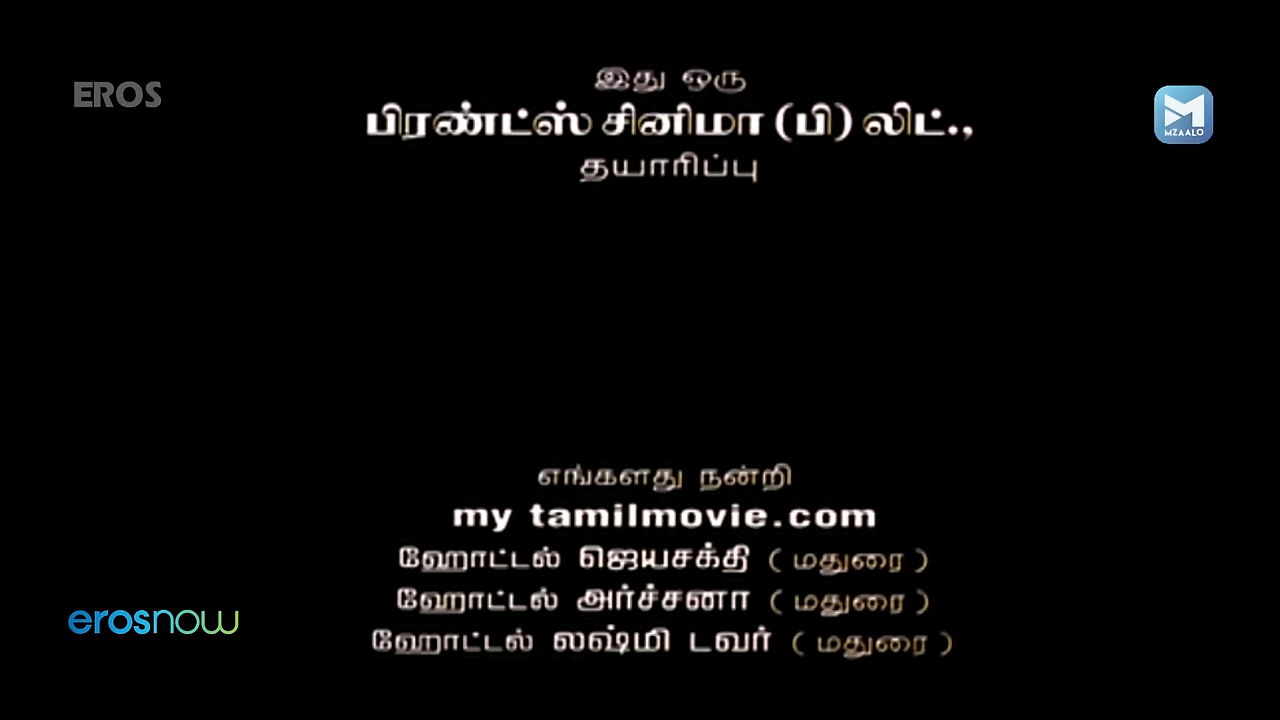 இது ஒரு
EROS
பிரண்ட்ஸ் சினிமா (பி) லிட்.,
MZAALO
தயாரிப்பு
எங்களது நன்றி
my tamilmovie.com
ஹோட்டல் ஜெயசக்தி ( மதுரை )
ஹோட்டல் அர்ச்சனா ( மதுரை )
erosnow
ஹோட்டல் லஷ்மி டவர் ( மதுரை )